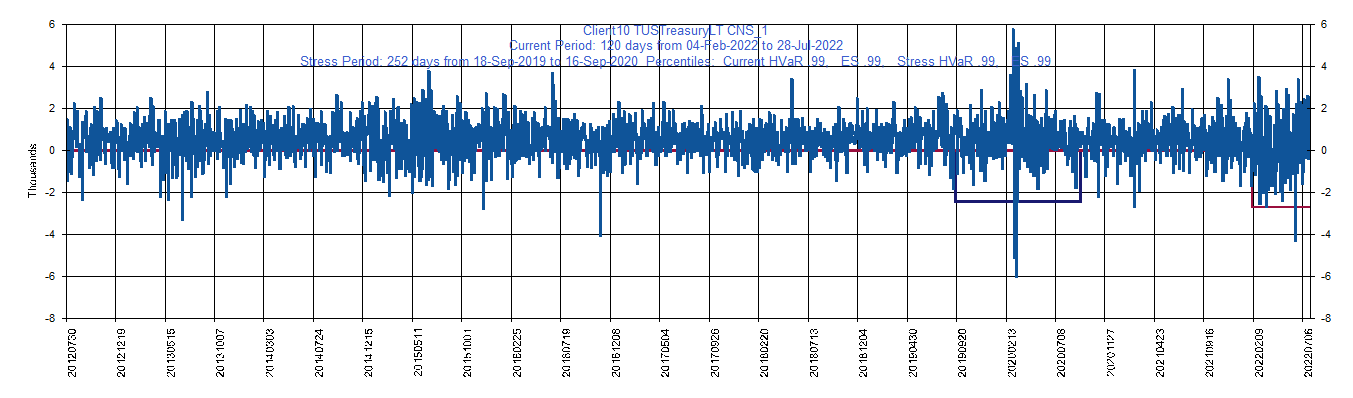 Client10 TUSTreasuryLT CNS_1
Current Period: 120 days from 04-Feb-2022 to 28-Jul-2022
Stress Period: 252 days from 18-Sep-2019 to 16-Sep-2020 Percentiles: Current HVaR .99, ES .99, Stress HVaR .99, ES .99
6 6
4 4
2 2
0 0
-2 -2
-4 -4
-6 -6
-8 -8
Thousands
20120730 20121219 20130515 20131007 20140303 20140724 20141215 20150511 20151001 20160225 20160719 20161208 20170504 20170926 20180220 20180713 20181204 20190430 20190920 20200213 20200708 20201127 20210423 20210916 20220209 20220706